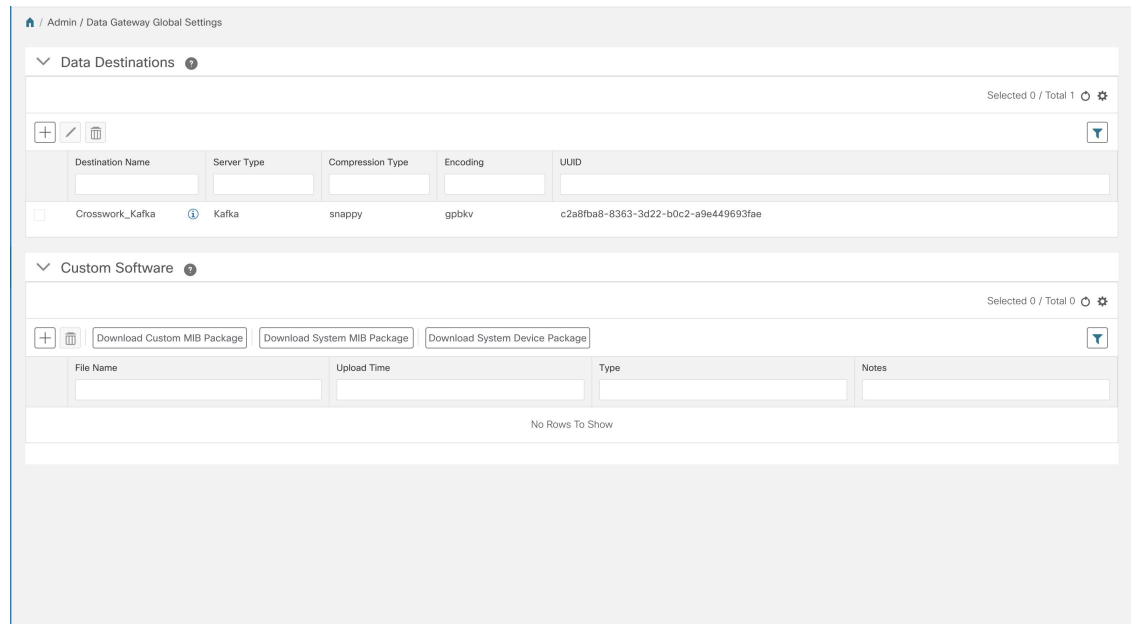 / Admin / Data Gateway Global Settings
Data Destinations ?
Selected 0 / Total 1
Destination Name Server Type Compression Type Encoding UUID
Crosswork_Kafka i Kafka snappy gpbkv c2a8fba8-8363-3d22-b0c2-a9e449693fae
Custom Software ?
Selected 0 / Total 0
Download Custom MIB Package Download System MIB Package Download System Device Package
File Name Upload Time Type Notes
No Rows To Show